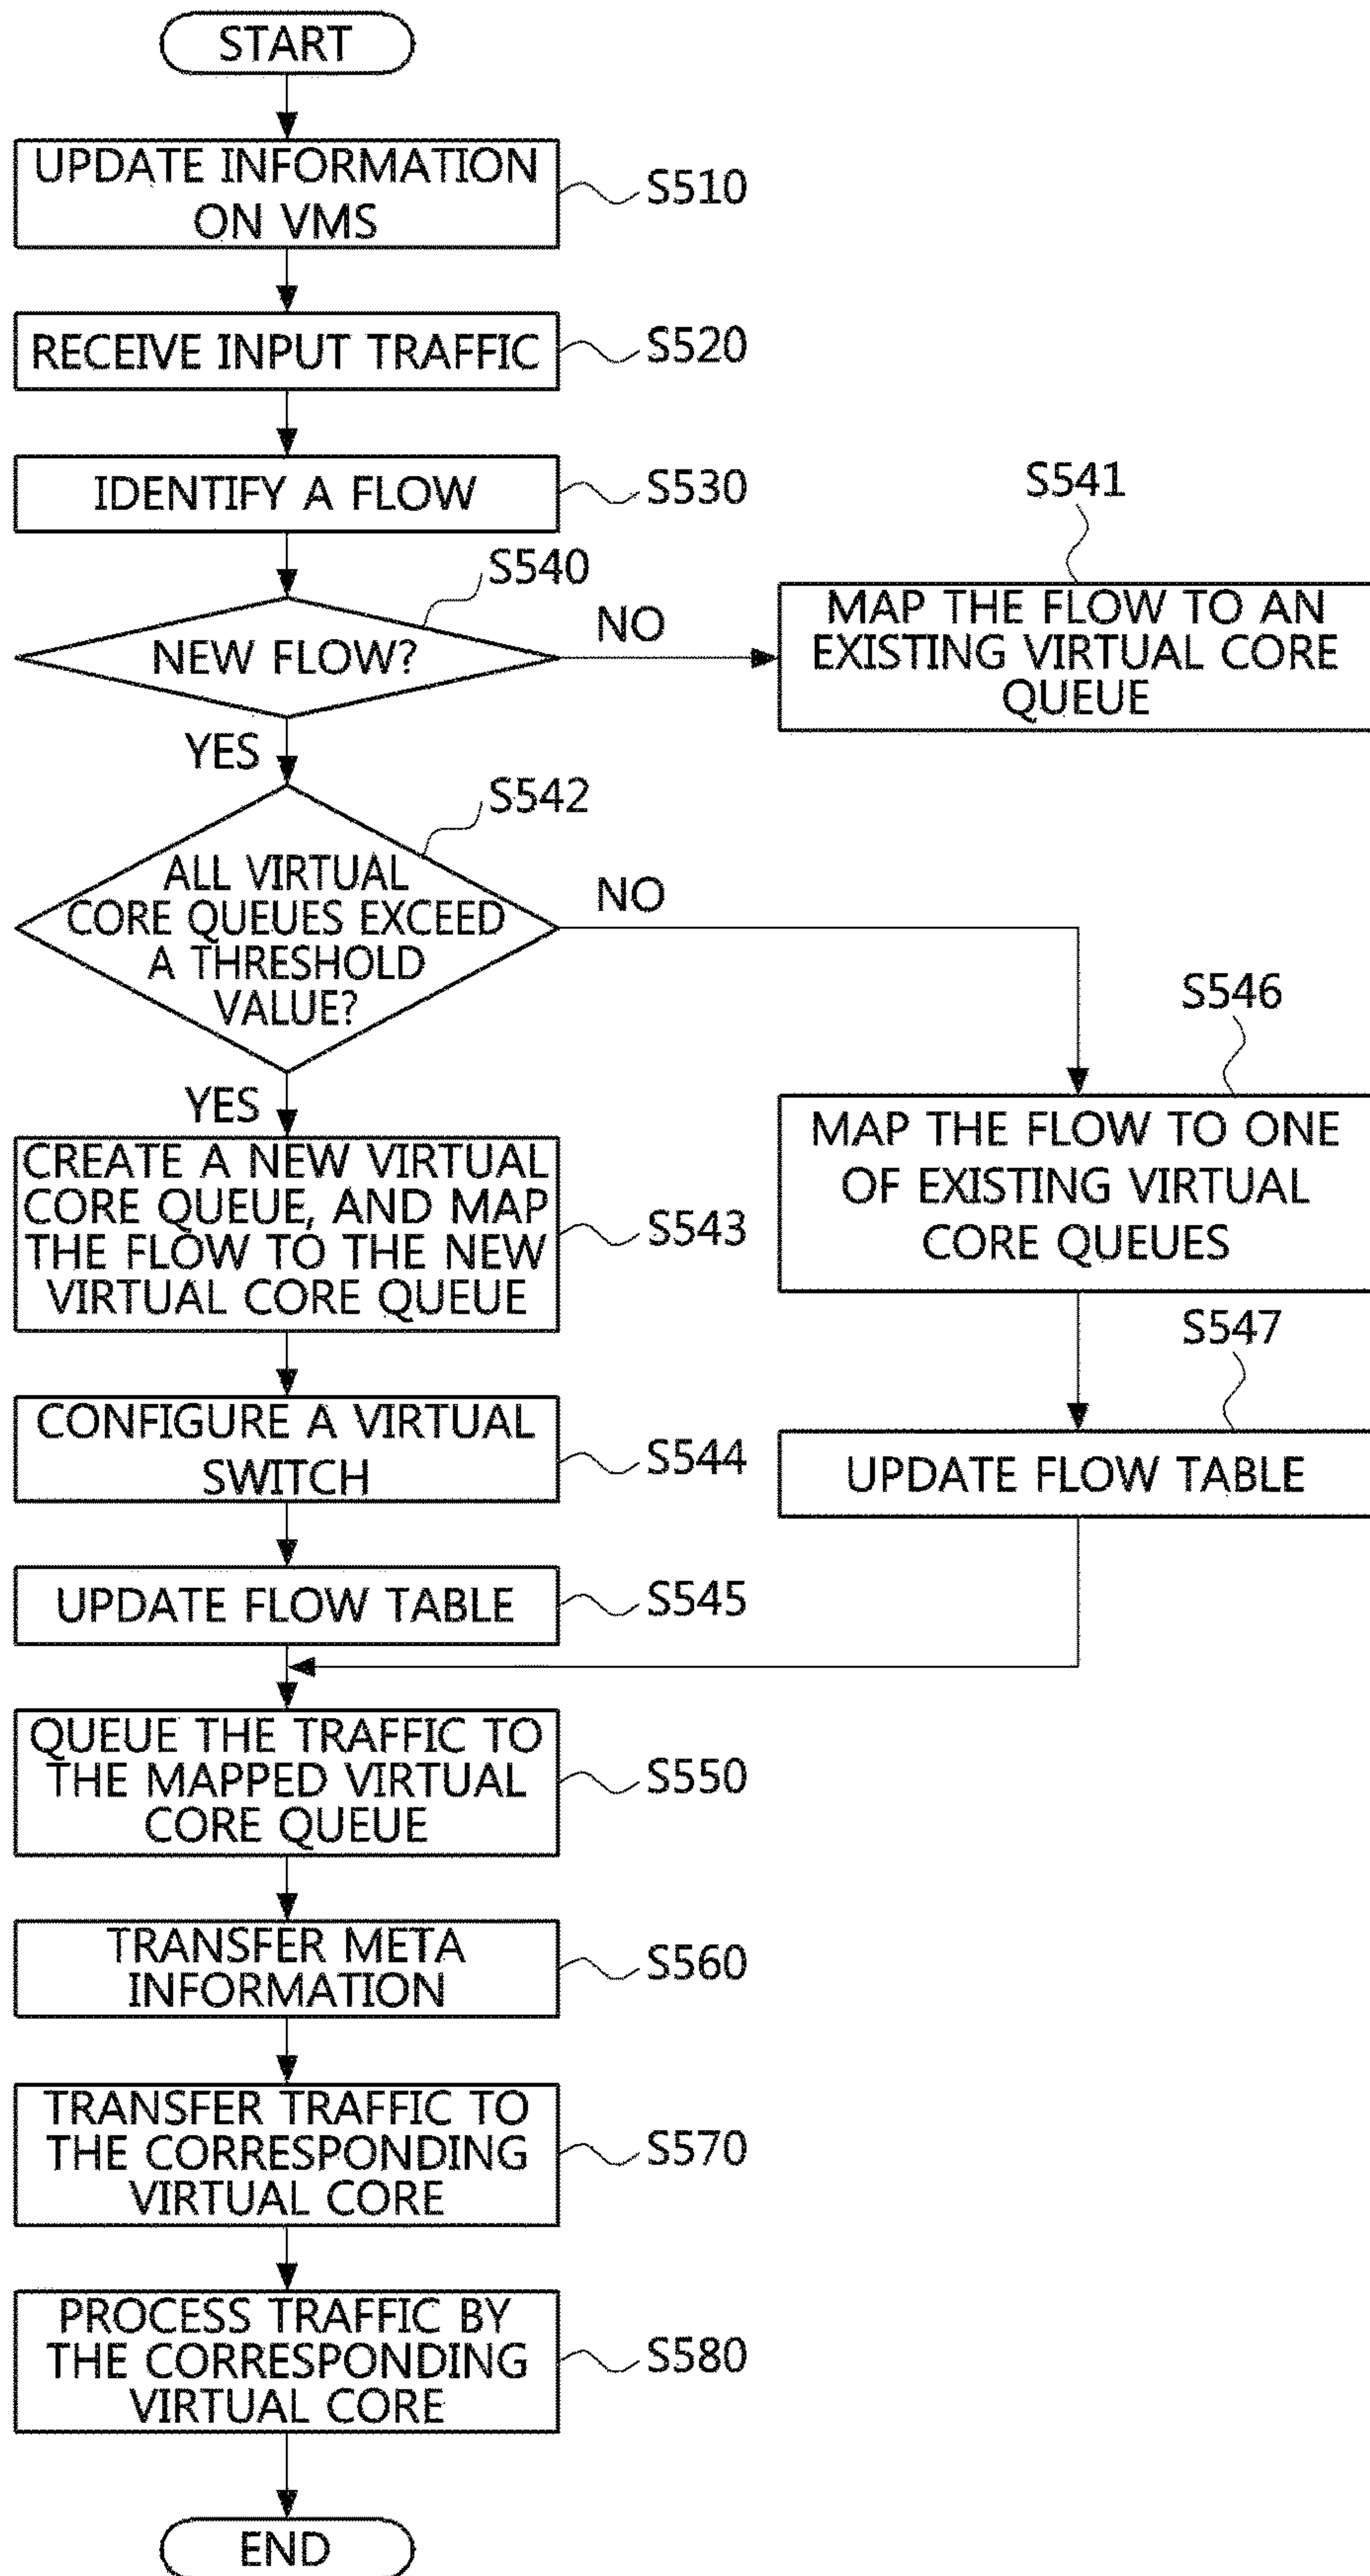 START
UPDATE INFORMATION
ON VMS
S510
RECEIVE INPUT TRAFFIC
S520
IDENTIFY A FLOW
S530
S540
NEW FLOW?
NO
S541
MAP THE FLOW TO AN
EXISTING VIRTUAL CORE
QUEUE
YES
S542
ALL VIRTUAL
CORE QUEUES EXCEED
A THRESHOLD
VALUE?
NO
S546
MAP THE FLOW TO ONE
OF EXISTING VIRTUAL
CORE QUEUES
YES
CREATE A NEW VIRTUAL
CORE QUEUE, AND MAP
THE FLOW TO THE NEW
VIRTUAL CORE QUEUE
S543
S547
UPDATE FLOW TABLE
CONFIGURE A VIRTUAL
SWITCH
S544
UPDATE FLOW TABLE
S545
QUEUE THE TRAFFIC TO
THE MAPPED VIRTUAL
CORE QUEUE
S550
TRANSFER META
INFORMATION
S560
TRANSFER TRAFFIC TO
THE CORRESPONDING
VIRTUAL CORE
S570
PROCESS TRAFFIC BY
THE CORRESPONDING
VIRTUAL CORE
S580
END